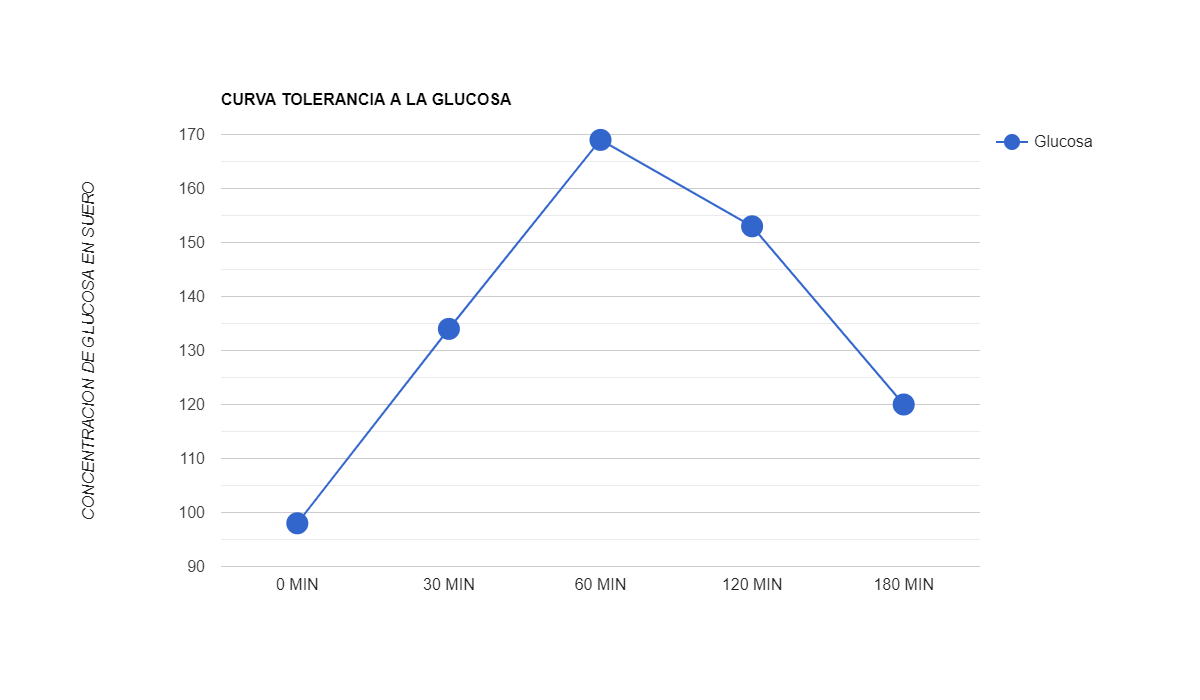 CURVA TOLERANCIA A LA GLUCOSA
Glucosa
CONCENTRACION DE GLUCOSA EN SUERO
170
160
150
140
130
120
110
100
90
0 MIN
30 MIN
60 MIN
120 MIN
180 MIN